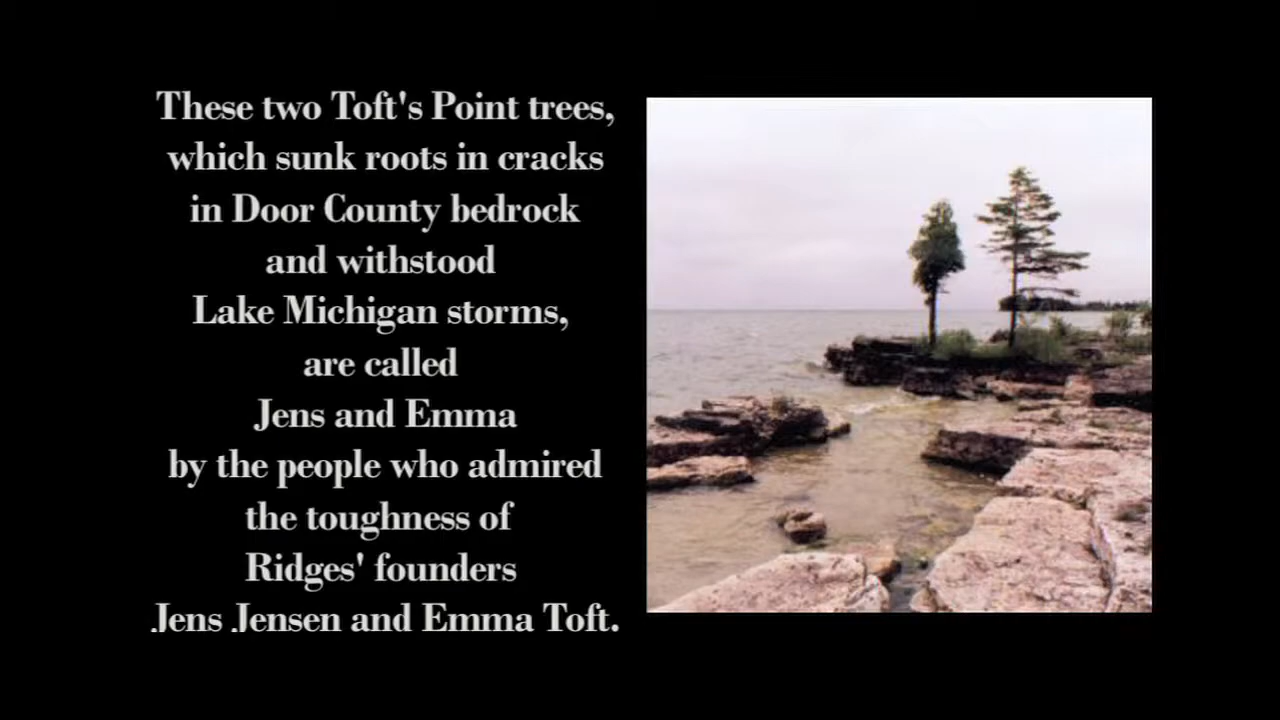 These two Toft's Point trees,
which sunk roots in cracks
in Door County bedrock
and withstood
Lake Michigan storms,
are called
Jens and Emma
by the people who admired
the toughness of
Ridges' founders
Jens Jensen and Emma Toft.